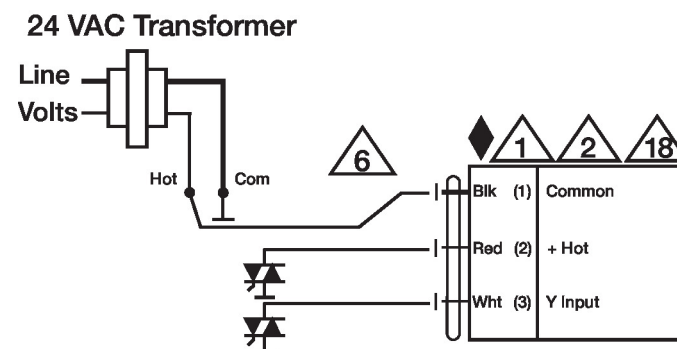 24 VAC Transformer
Line
Volts
Hot
Com
6
1
2
18
Blk (1) Common
Red (2) + Hot
Wht (3) Y Input